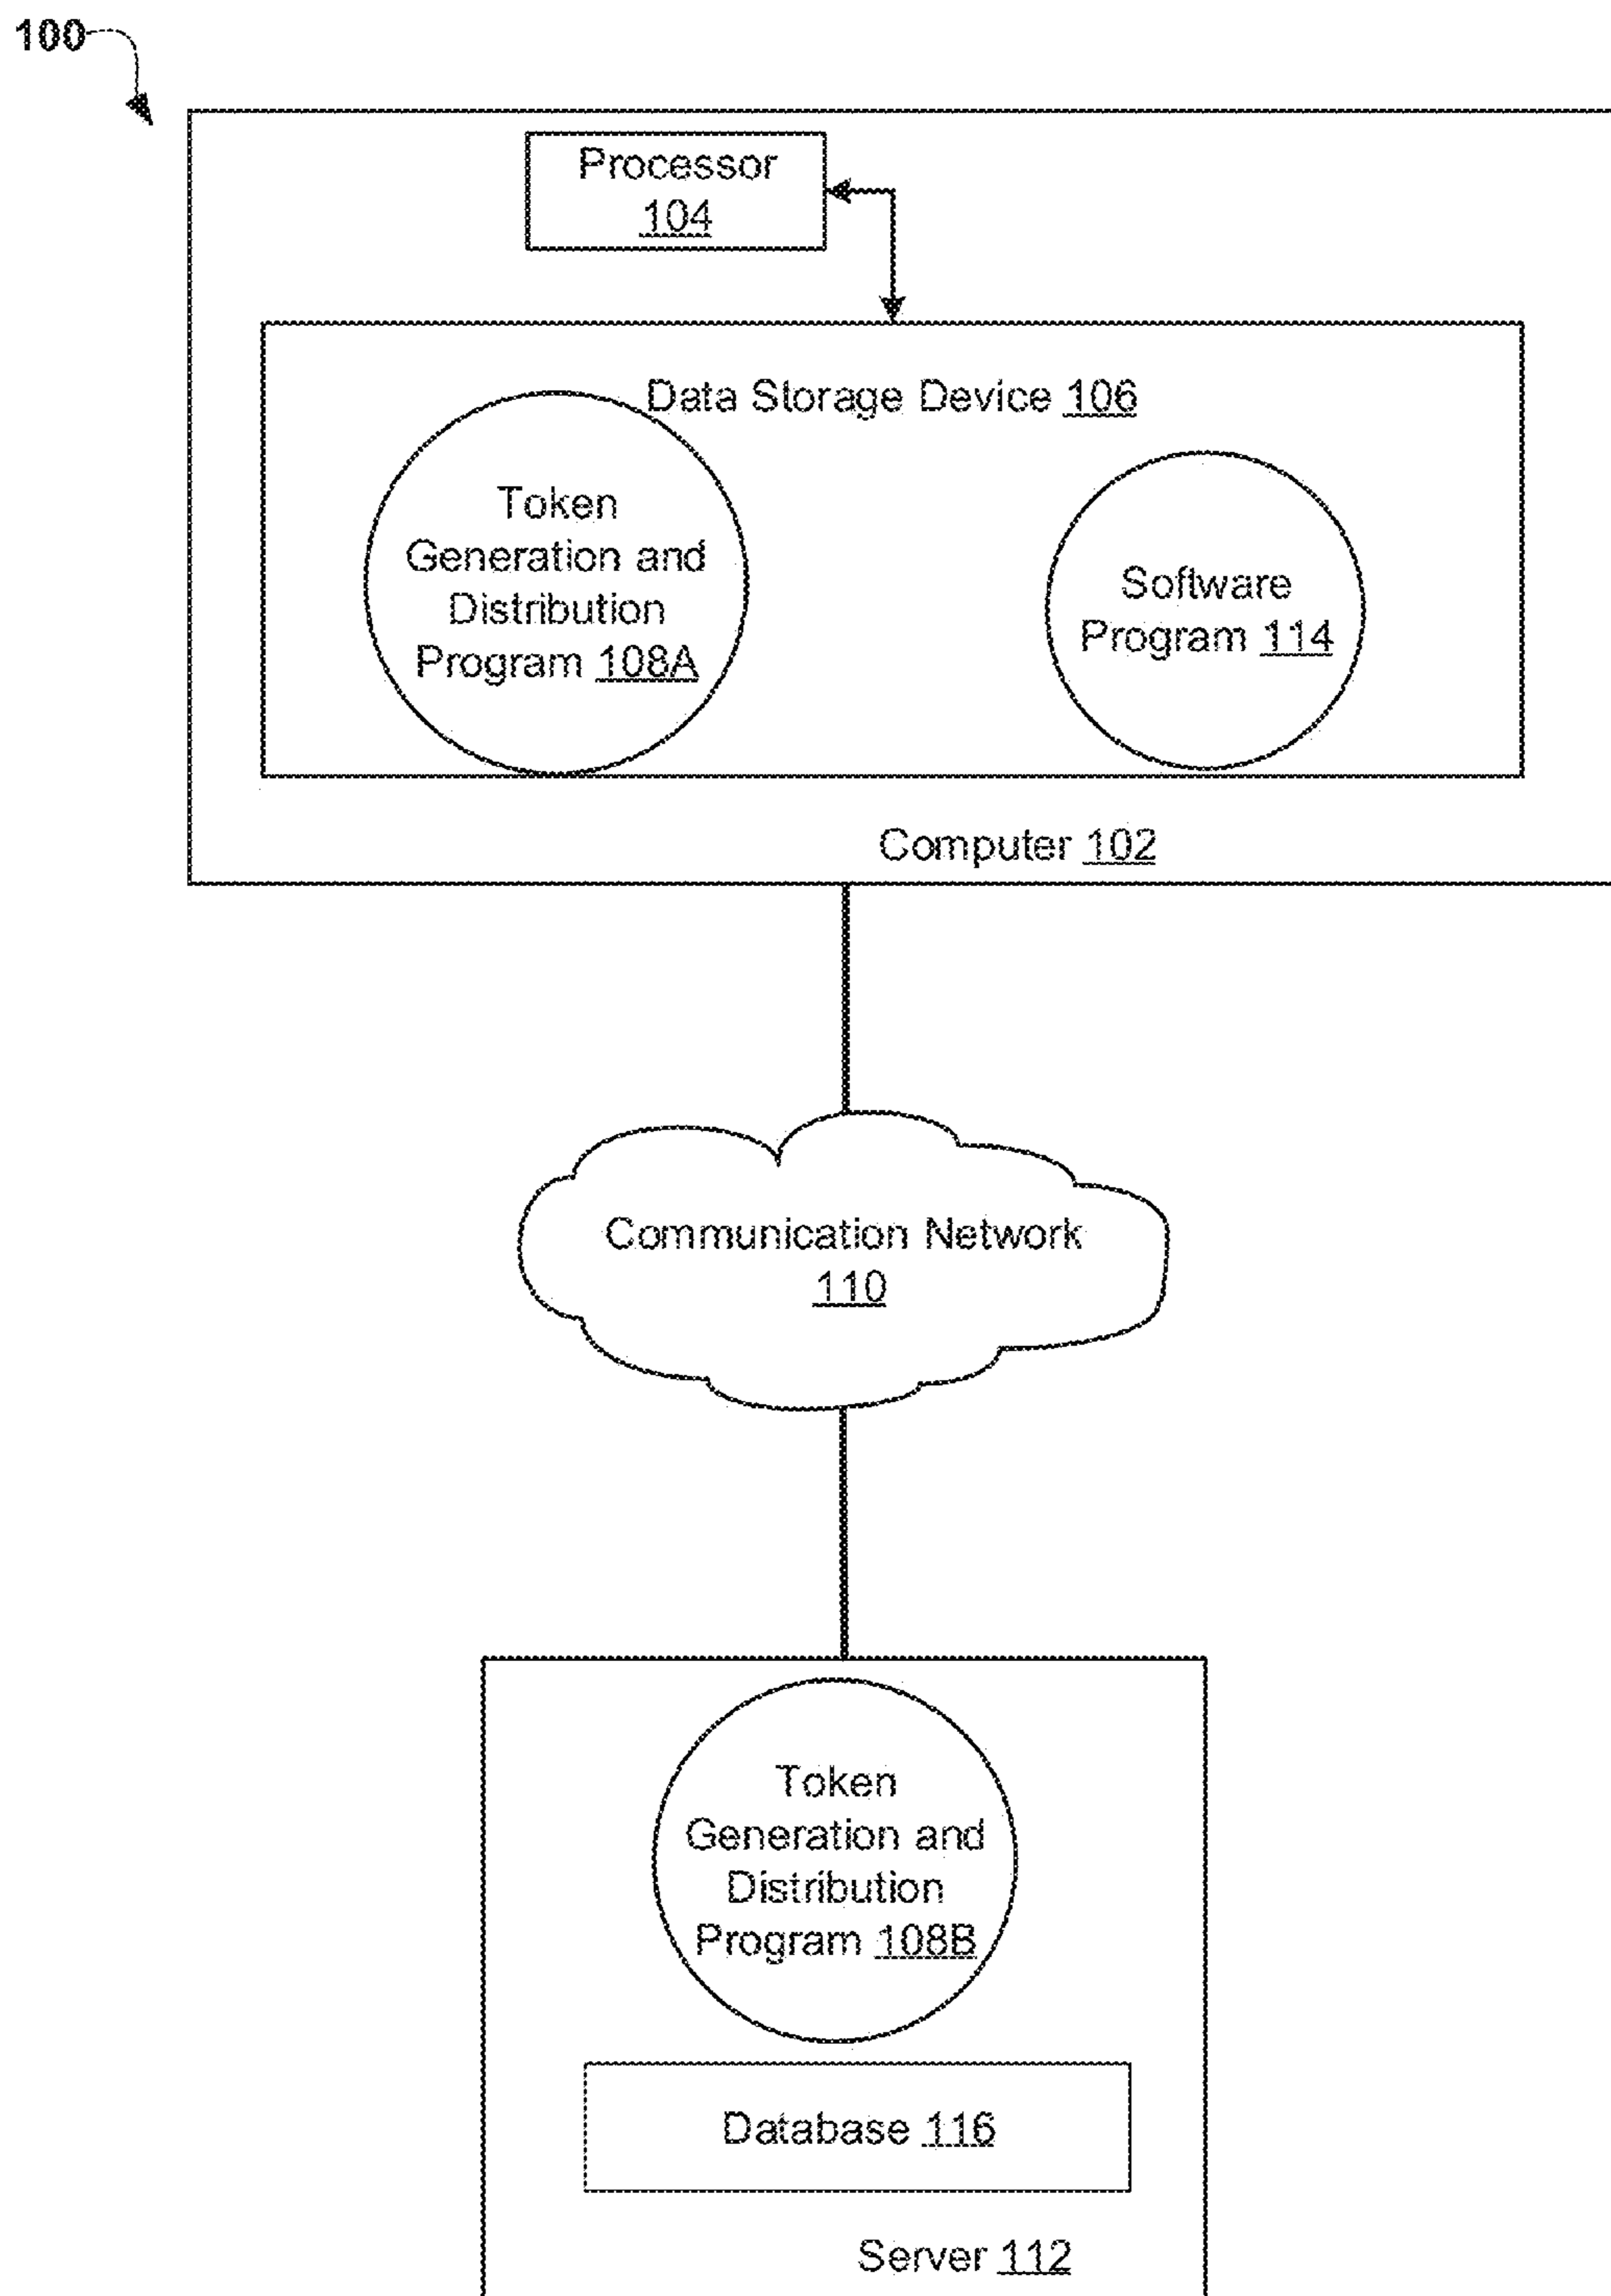 100
Processor
104
Data Storage Device 106
Token
Generation and
Distribution
Program 108A
Software
Program 114
Computer 102
Communication Network
110
Token
Generation and
Distribution
Program 108B
Database 116
Server 112